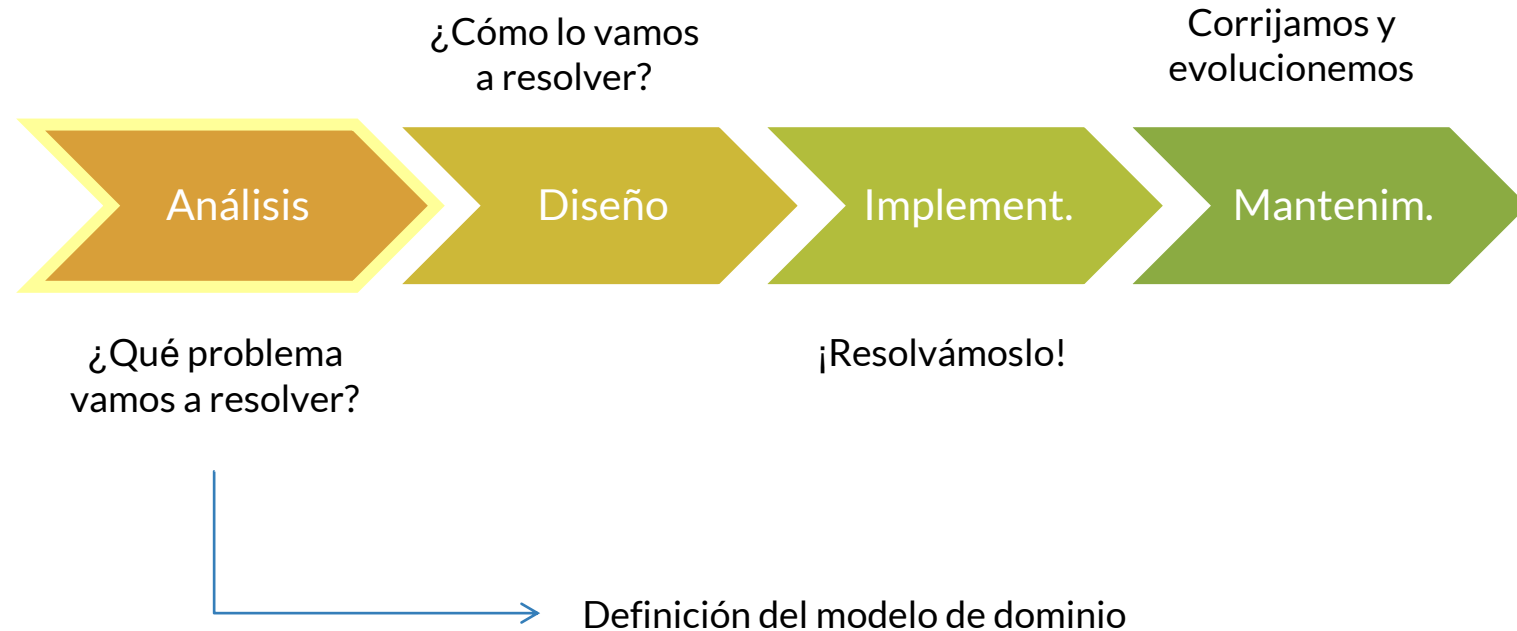 ¿Cómo lo vamos
a resolver?
Corrijamos y
evolucionemos
Análisis
Diseño
Implement.
Mantenim.
¿Qué problema
vamos a resolver?
¡Resolvámoslo!
Definición del modelo de dominio